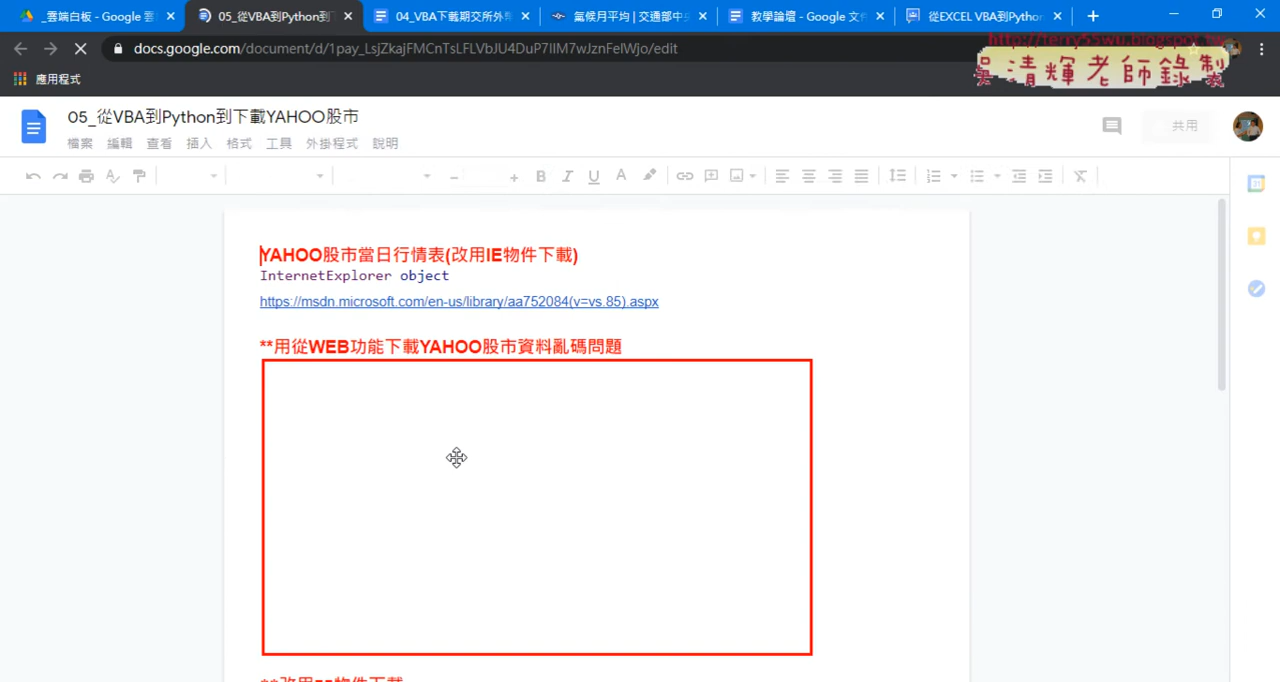 _雲端白板 - Google 雲
05_從VBA到Python到下
04_VBA下載期交所外
氣候月平均 | 交通部中央
教學論壇 - Google 文件
從EXCEL VBA到Python
docs.google.com/document/d/1pay_LsjZkajFMCnTsLFLVbJU4DuP7IIM7wJznFelWjo/edit
http://terry55wu.blogspot.tw
吳清輝老師錄製
應用程式
05_從VBA到Python到下載YAHOO股市
檔案 編輯 查看 插入 格式 工具 外掛程式 說明
共用
YAHOO股市當日行情表(改用IE物件下載)
InternetExplorer object
https://msdn.microsoft.com/en-us/library/aa752084(v=vs.85).aspx
**用從WEB功能下載YAHOO股市資料亂碼問題